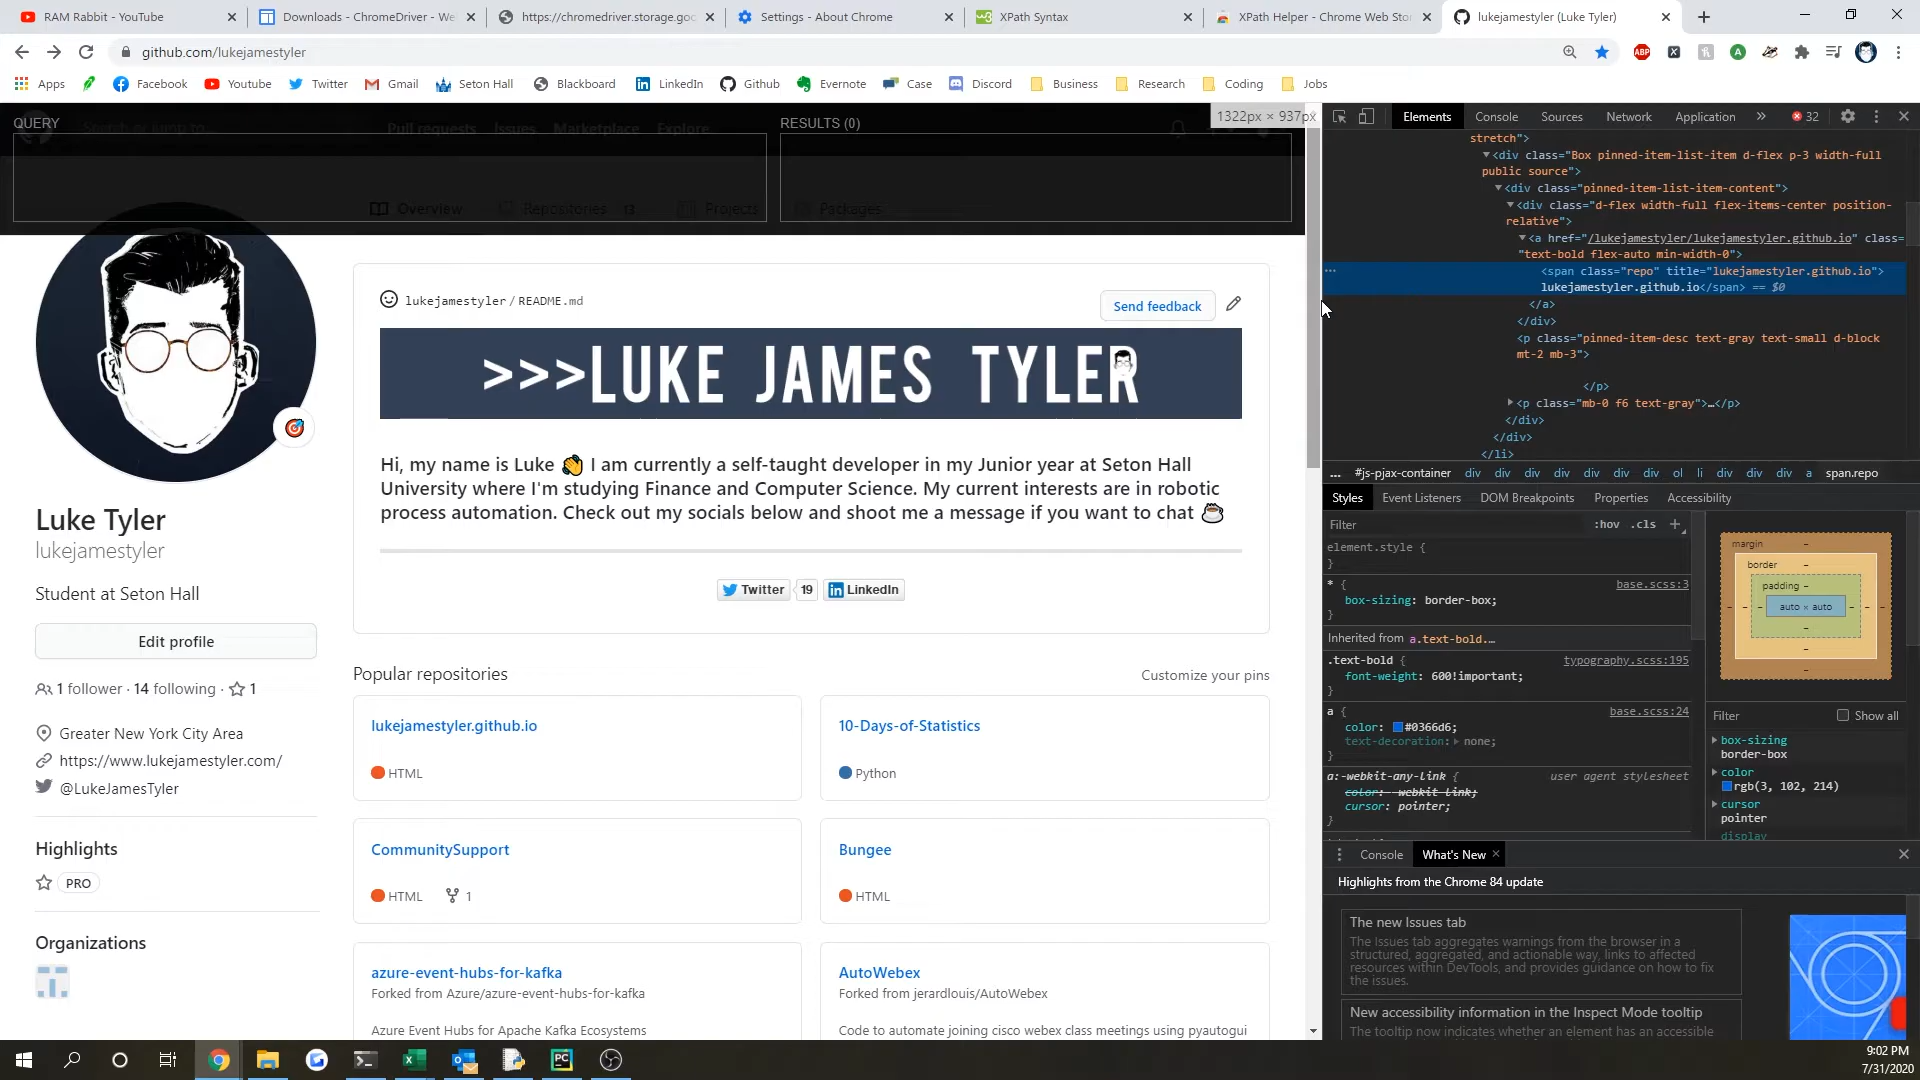 RAM Rabbit - YouTube
Downloads - ChromeDriver - We
https://chromedriver.storage.goo
Settings - About Chrome
XPath Syntax
XPath Helper - Chrome Web Stor
lukejamestyler (Luke Tyler)
github.com/lukejamestyler
Apps
Facebook
Youtube
Twitter
Gmail
Seton Hall
Blackboard
LinkedIn
Github
Evernote
Case
Discord
Business
Research
Coding
Jobs
QUERY
RESULTS (0)
1322px × 937px
Search or jump to...
Pull requests Issues Marketplace Explore
Overview
Repositories 13
Projects
Packages
lukejamestyler / README.md
Send feedback
>>>LUKE JAMES TYLER
Hi, my name is Luke 👋 I am currently a self-taught developer in my Junior year at Seton Hall
University where I'm studying Finance and Computer Science. My current interests are in robotic
process automation. Check out my socials below and shoot me a message if you want to chat ☕
Twitter 19 LinkedIn
Luke Tyler
lukejamestyler
Student at Seton Hall
Edit profile
1 follower · 14 following · 1
Greater New York City Area
https://www.lukejamestyler.com/
@LukeJamesTyler
Highlights
PRO
Organizations
Popular repositories
Customize your pins
lukejamestyler.github.io
HTML
10-Days-of-Statistics
Python
CommunitySupport
HTML 1
Bungee
HTML
azure-event-hubs-for-kafka
Forked from Azure/azure-event-hubs-for-kafka
Azure Event Hubs for Apache Kafka Ecosystems
AutoWebex
Forked from jerardlouis/AutoWebex
Code to automate joining cisco webex class meetings using pyautogui
Elements Console Sources Network Application » 32
stretch">
<div class="Box pinned-item-list-item d-flex p-3 width-full
public source">
<div class="pinned-item-list-item-content">
<div class="d-flex width-full flex-items-center position-
relative">
<a href="/lukejamestyler/lukejamestyler.github.io" class=
"text-bold flex-auto min-width-0">
<span class="repo" title="lukejamestyler.github.io">
lukejamestyler.github.io</span> == $0
</a>
</div>
<p class="pinned-item-desc text-gray text-small d-block
mt-2 mb-3">
</p>
<p class="mb-0 f6 text-gray">…</p>
</div>
</div>
</li>
... #js-pjax-container div div div div div div ol li div div div a span.repo
Styles Event Listeners DOM Breakpoints Properties Accessibility
Filter :hov .cls +
element.style {
}
* { base.scss:3
box-sizing: border-box;
}
Inherited from a.text-bold.…
.text-bold { typography.scss:195
font-weight: 600!important;
}
a { base.scss:24
color: #0366d6;
text-decoration: none;
}
a:-webkit-any-link { user agent stylesheet
color: -webkit-link;
cursor: pointer;
}
margin –
border –
padding –
auto × auto
Filter Show all
box-sizing
border-box
color
rgb(3, 102, 214)
cursor
pointer
display
Console What's New
Highlights from the Chrome 84 update
The new Issues tab
The Issues tab aggregates warnings from the browser in a
structured, aggregated, and actionable way, links to affected
resources within DevTools, and provides guidance on how to fix
the issues.
New accessibility information in the Inspect Mode tooltip
The tooltip now indicates whether an element has an accessible
9:02 PM
7/31/2020